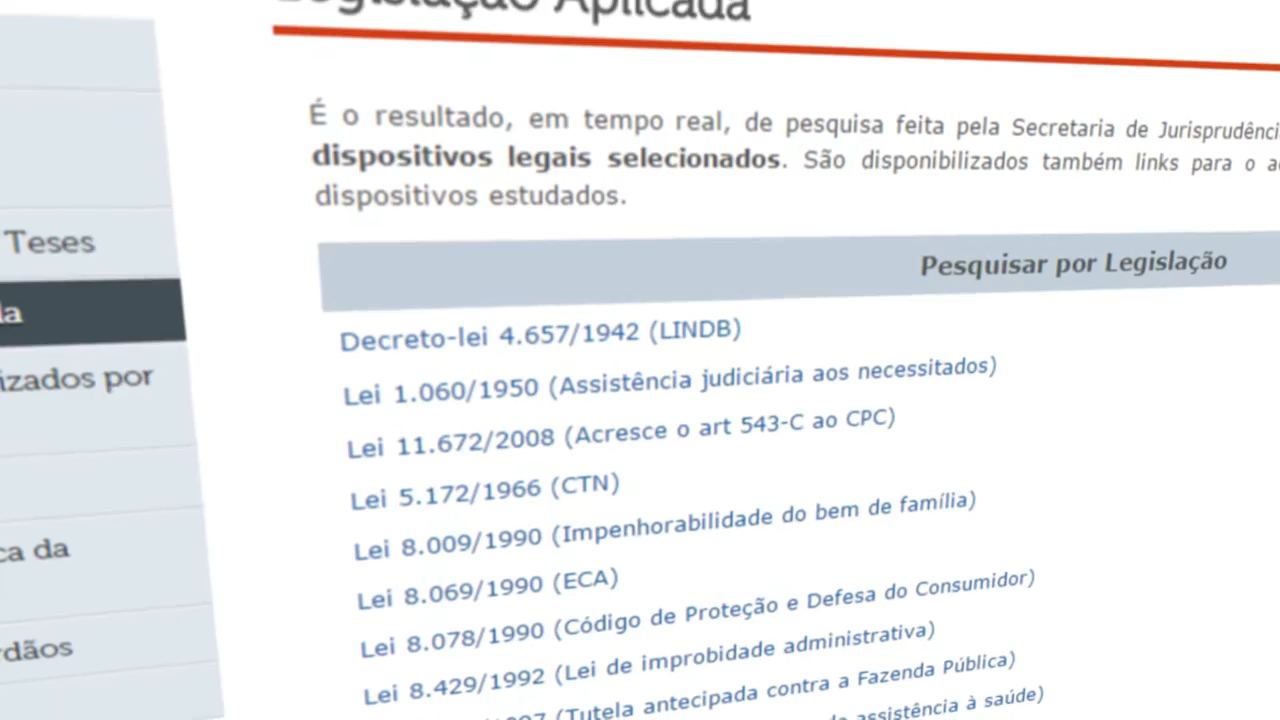 Legislação Aplicada
É o resultado, em tempo real, de pesquisa feita pela Secretaria de
dispositivos legais selecionados. São disponibilizados também links para o
dispositivos estudados.
Teses
Pesquisar por Legislação
Decreto-lei 4.657/1942 (LINDB)
Lei 1.060/1950 (Assistência judiciária aos necessitados)
por
Lei 11.672/2008 (Acresce o art 543-C ao CPC)
Lei 5.172/1966 (CTN)
Lei 8.009/1990 (Impenhorabilidade do bem de família)
da
Lei 8.069/1990 (ECA)
Lei 8.078/1990 (Código de Proteção e Defesa do Consumidor)
Lei 8.429/1992 (Lei de improbidade administrativa)
(Tutela antecipada contra a Fazenda Pública)
assistência à saúde)